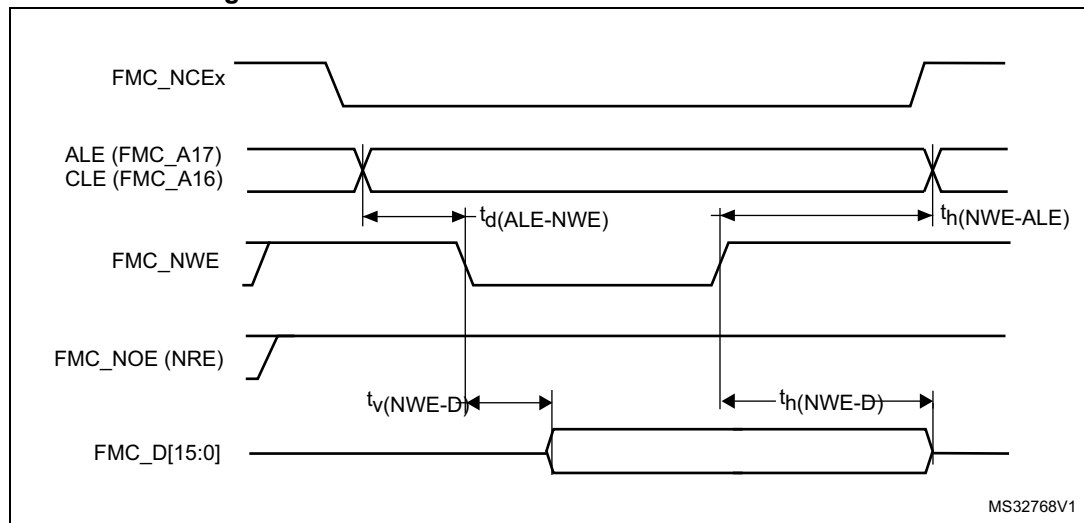 FMC_NCEx
ALE (FMC_A17)
CLE (FMC_A16)
td(ALE-NWE)
th(NWE-ALE)
FMC_NWE
FMC_NOE (NRE)
tv(NWE-D)
th(NWE-D)
FMC_D[15:0]
MS32768V1